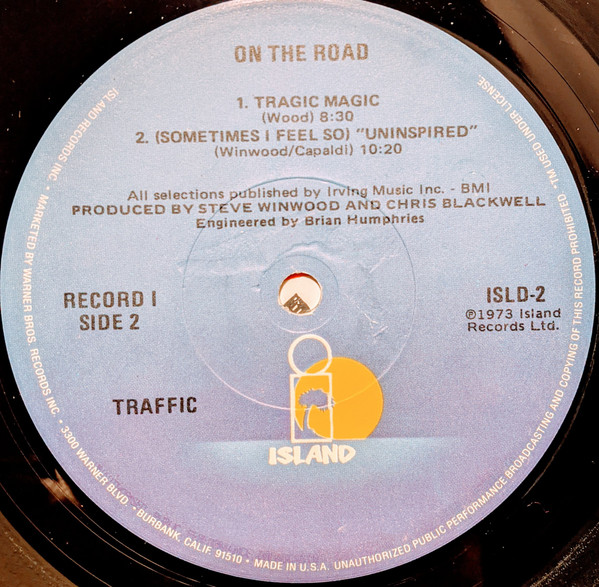 ON THE ROAD
1. TRAGIC MAGIC
(Wood) 8:30
2. (SOMETIMES I FEEL SO) "UNINSPIRED"
(Winwood/Capaldi) 10:20
All selections published by Irving Music Inc. - BMI
PRODUCED BY STEVE WINWOOD AND CHRIS BLACKWELL
Engineered by Brian Humphries
RECORD I
SIDE 2
ISLD-2
℗1973 Island
Records Ltd.
TRAFFIC
ISLAND
ISLAND RECORDS INC • MARKETED BY WARNER BROS. RECORDS INC • 3300 WARNER BLVD • BURBANK, CALIF. 91510 • MADE IN U.S.A. UNAUTHORIZED PUBLIC PERFORMANCE BROADCASTING AND COPYING OF THIS RECORD PROHIBITED. "TM USED UNDER LICENSE.